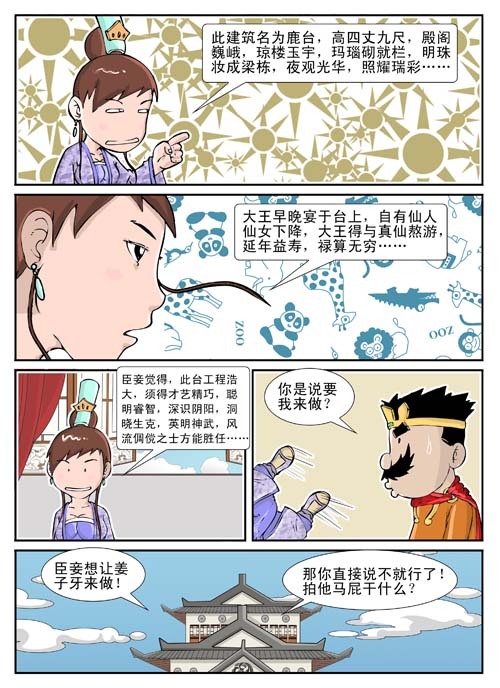 此建筑名为鹿台，高四丈九尺，殿阁
巍峨，琼楼玉宇，玛瑙砌就栏，明珠
妆成梁栋，夜观光华，照耀瑞彩……
大王早晚宴于台上，自有仙人
仙女下降，大王得与真仙熬游，
延年益寿，禄算无穷……
ZOO
ZOO
臣妾觉得，此台工程浩
大，须得才艺精巧，聪
明睿智，深识阴阳，洞
晓生克，英明神武，风
流倜傥之士方能胜任……
你是说要
我来做？
臣妾想让姜
子牙来做！
那你直接说不就行了！
拍他马屁干什么？